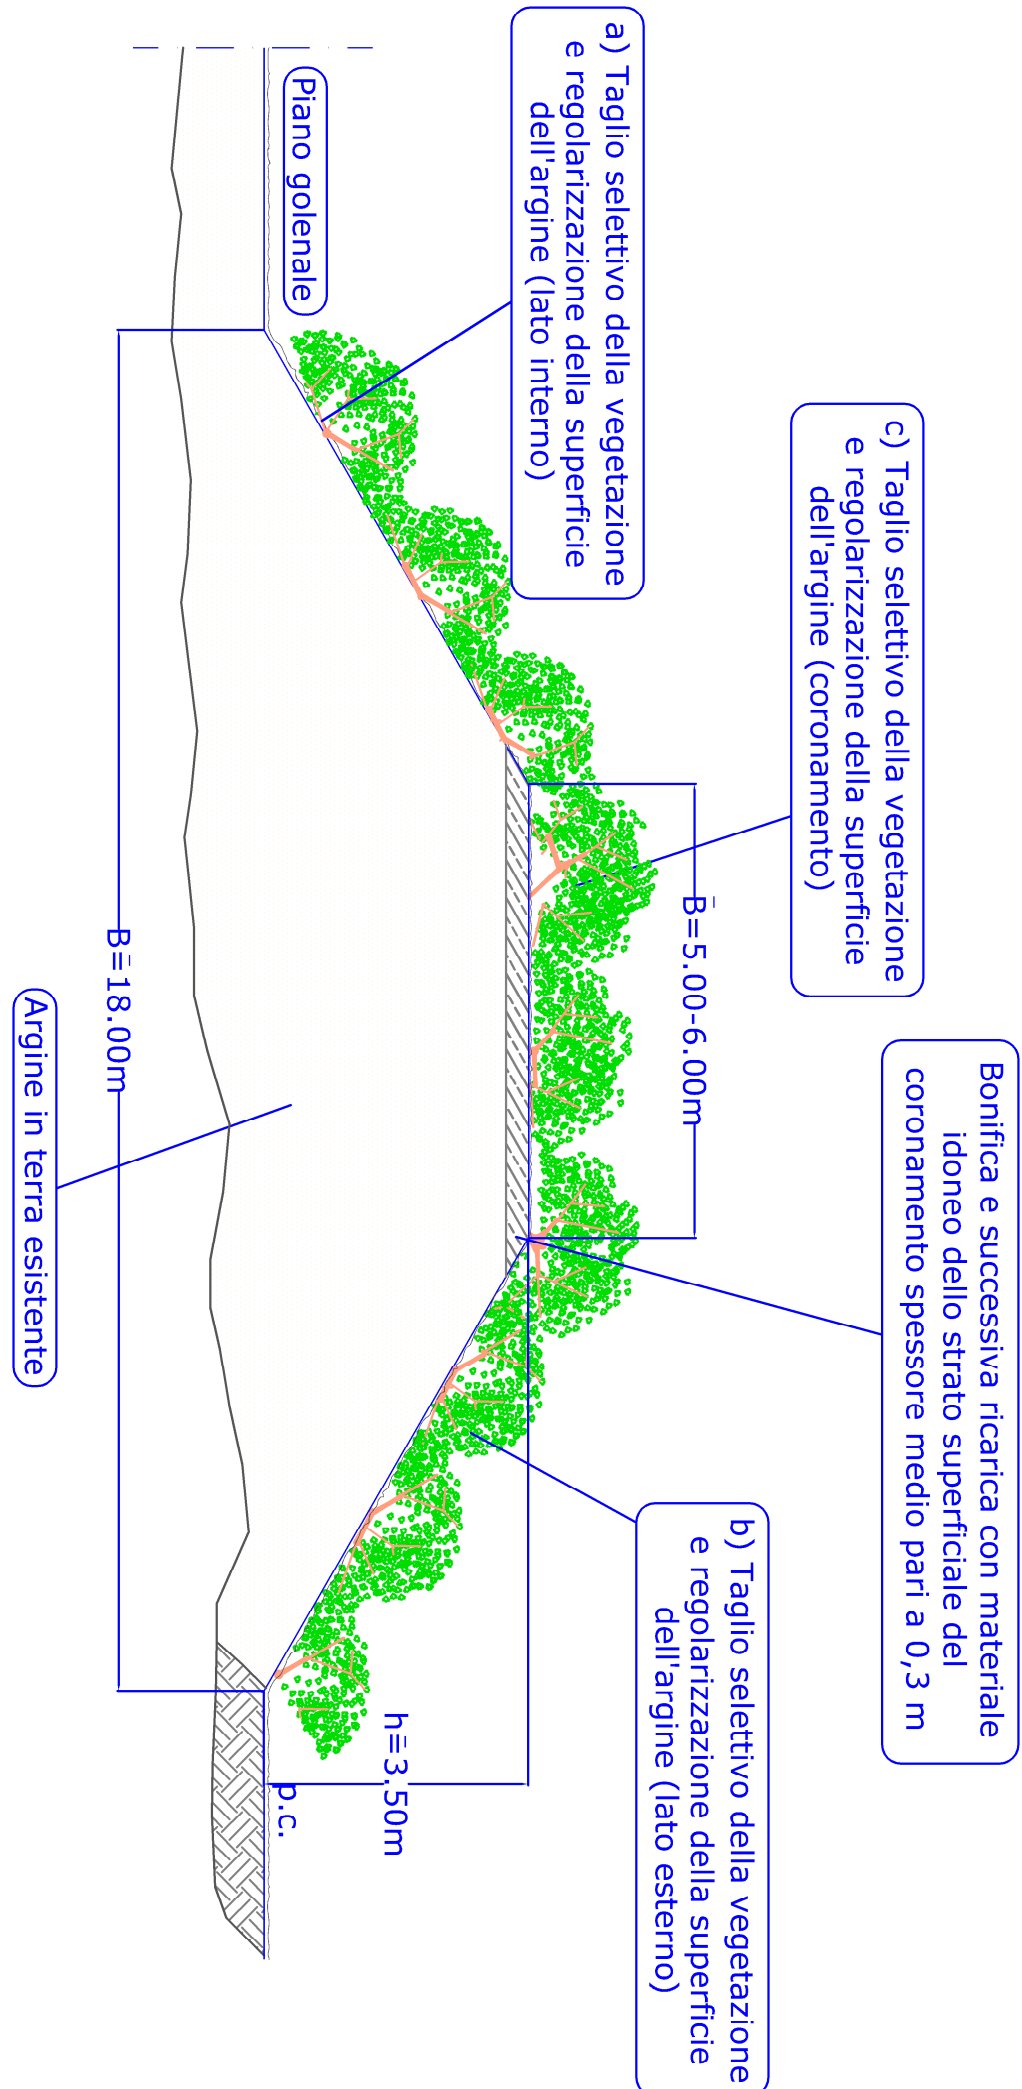 Bonifica e successiva ricarica con materiale
idoneo dello strato superficiale del
coronamento spessore medio pari a 0,3 m
c) Taglio selettivo della vegetazione
e regolarizzazione della superficie
dell'argine (coronamento)
a) Taglio selettivo della vegetazione
e regolarizzazione della superficie
dell'argine (lato interno)
b) Taglio selettivo della vegetazione
e regolarizzazione della superficie
dell'argine (lato esterno)
B=5.00-6.00m
h=3.50m
Piano golenale
p.c.
B=18.00m
Argine in terra esistente